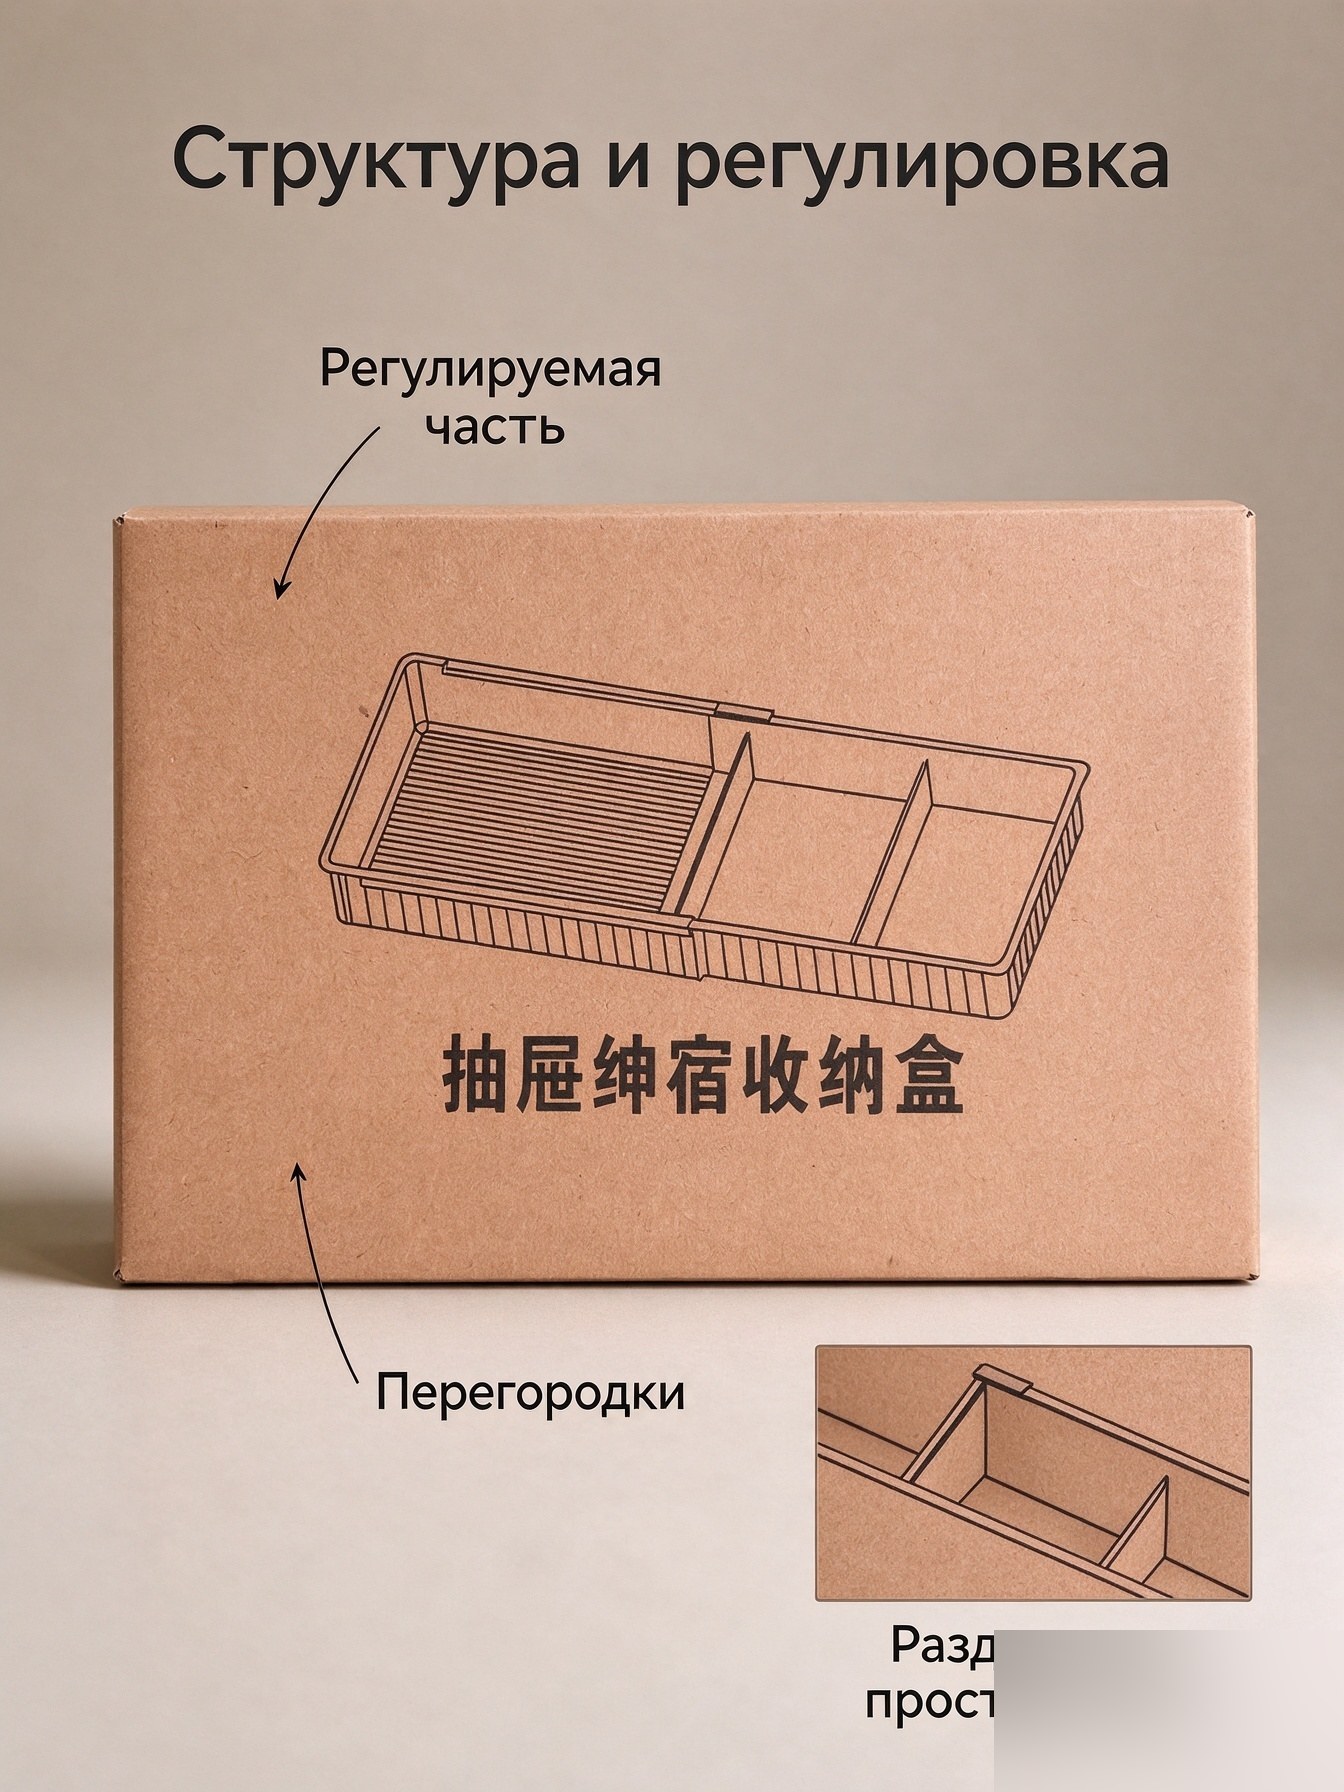 Структура и регулировка
Регулируемая
часть
抽屉绅宿收纳盒
Перегородки